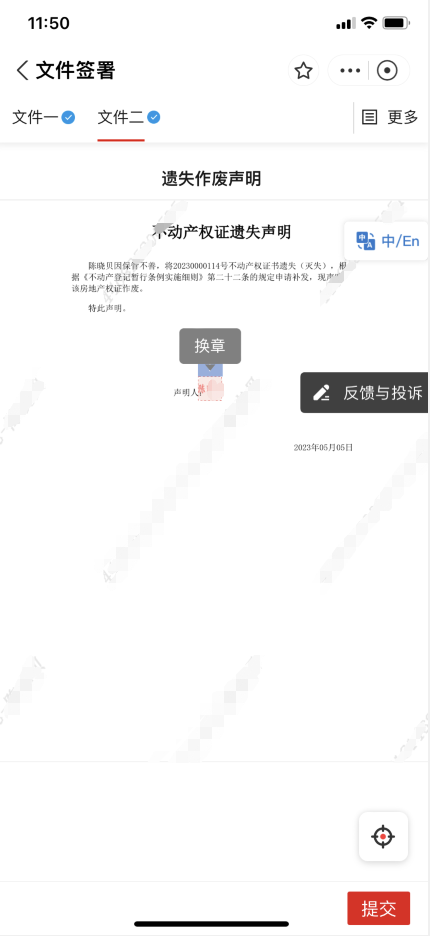 11:50
文件签署
文件一
文件二
更多
遗失作废声明
不动产权证遗失声明
中/En
陈晓贝因保管不善，将20230000114号不动产权证书遗失（灭失），根
据《不动产登记暂行条例实施细则》第二十二条的规定申请补发，现声
该房地产权证作废。
特此声明。
换章
反馈与投诉
声明人
2023年05月05日
提交